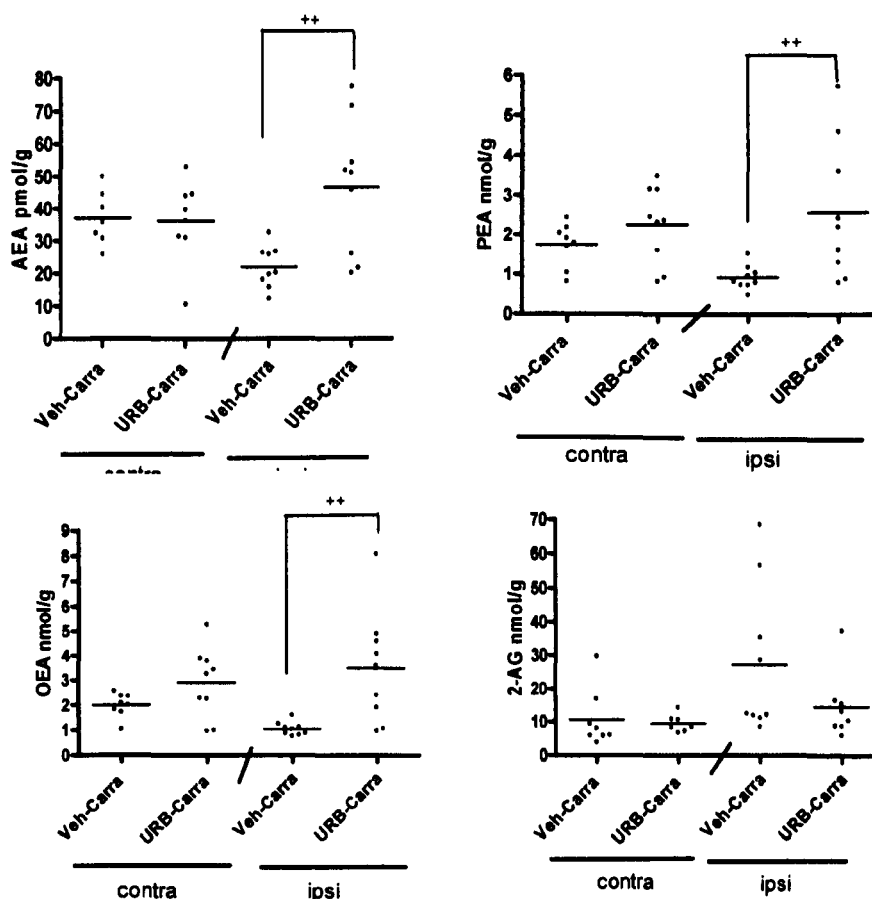 ++
80
70
60
50
40
30
20
10
0
AEA pmol/g
Veh-Carra
URB-Carra
Veh-Carra
URB-Carra
++
6
5
4
3
2
1
0
PEA nmol/g
Veh-Carra
URB-Carra
Veh-Carra
URB-Carra
contra
ipsi
++
9
8
7
6
5
4
3
2
1
0
OEA nmol/g
Veh-Carra
URB-Carra
Veh-Carra
URB-Carra
contra
ipsi
70
60
50
40
30
20
10
0
2-AG nmol/g
Veh-Carra
URB-Carra
Veh-Carra
URB-Carra
contra
ipsi